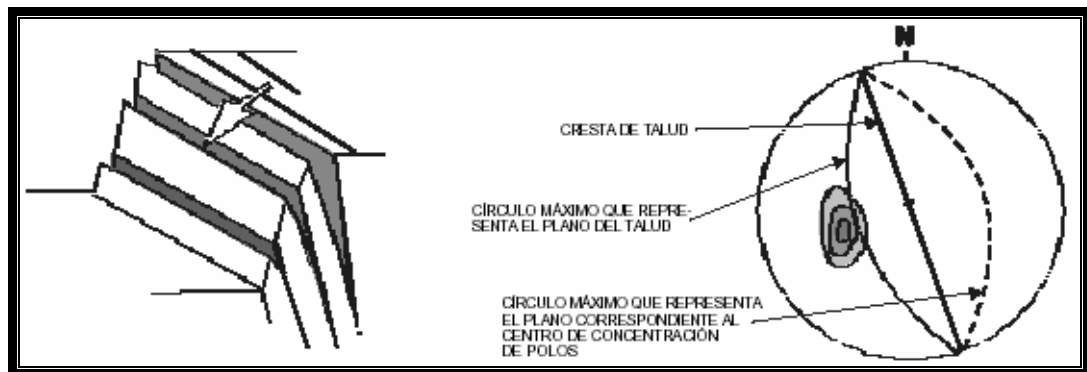 N
CRESTA DE TALUD
CÍRCULO MÁXIMO QUE REPRE-
SENTA EL PLANO DEL TALUD
CÍRCULO MÁXIMO QUE REPRESENTA
EL PLANO CORRESPONDIENTE AL
CENTRO DE CONCENTRACIÓN
DE POLOS